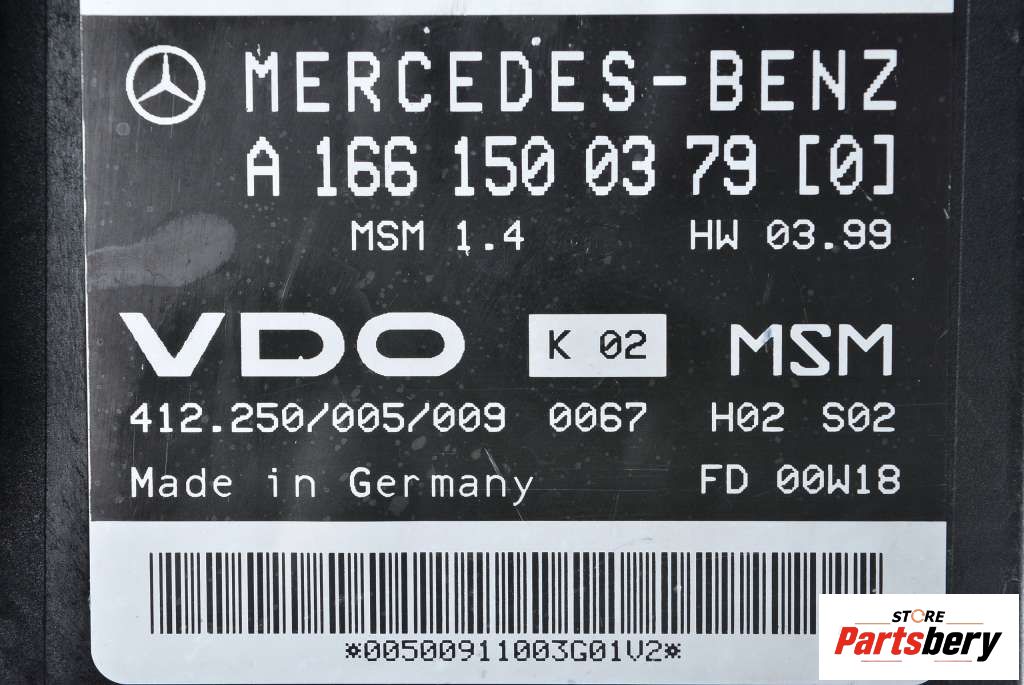 MERCEDES-BENZ
A 166 150 03 79 [0]
MSM 1.4 HW 03.99
VDO K 02 MSM
412.250/005/009 0067 H02 S02
Made in Germany FD 00W18
*00500911003G01V2*
STORE
Partsbery